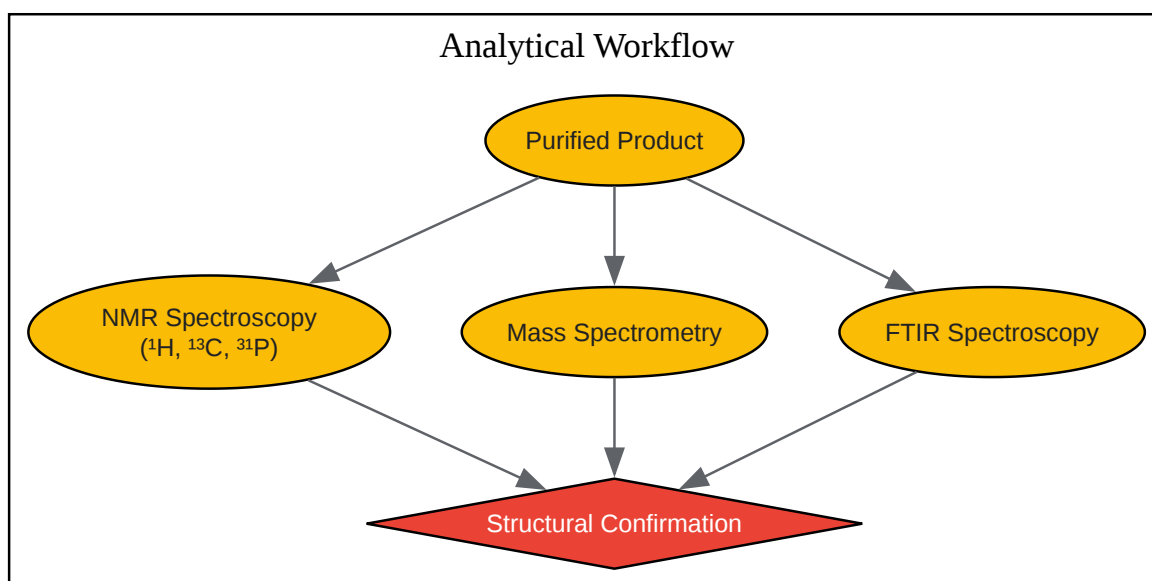 Analytical Workflow
Purified Product
NMR Spectroscopy
(¹H, ¹³C, ³¹P)
Mass Spectrometry
FTIR Spectroscopy
Structural Confirmation